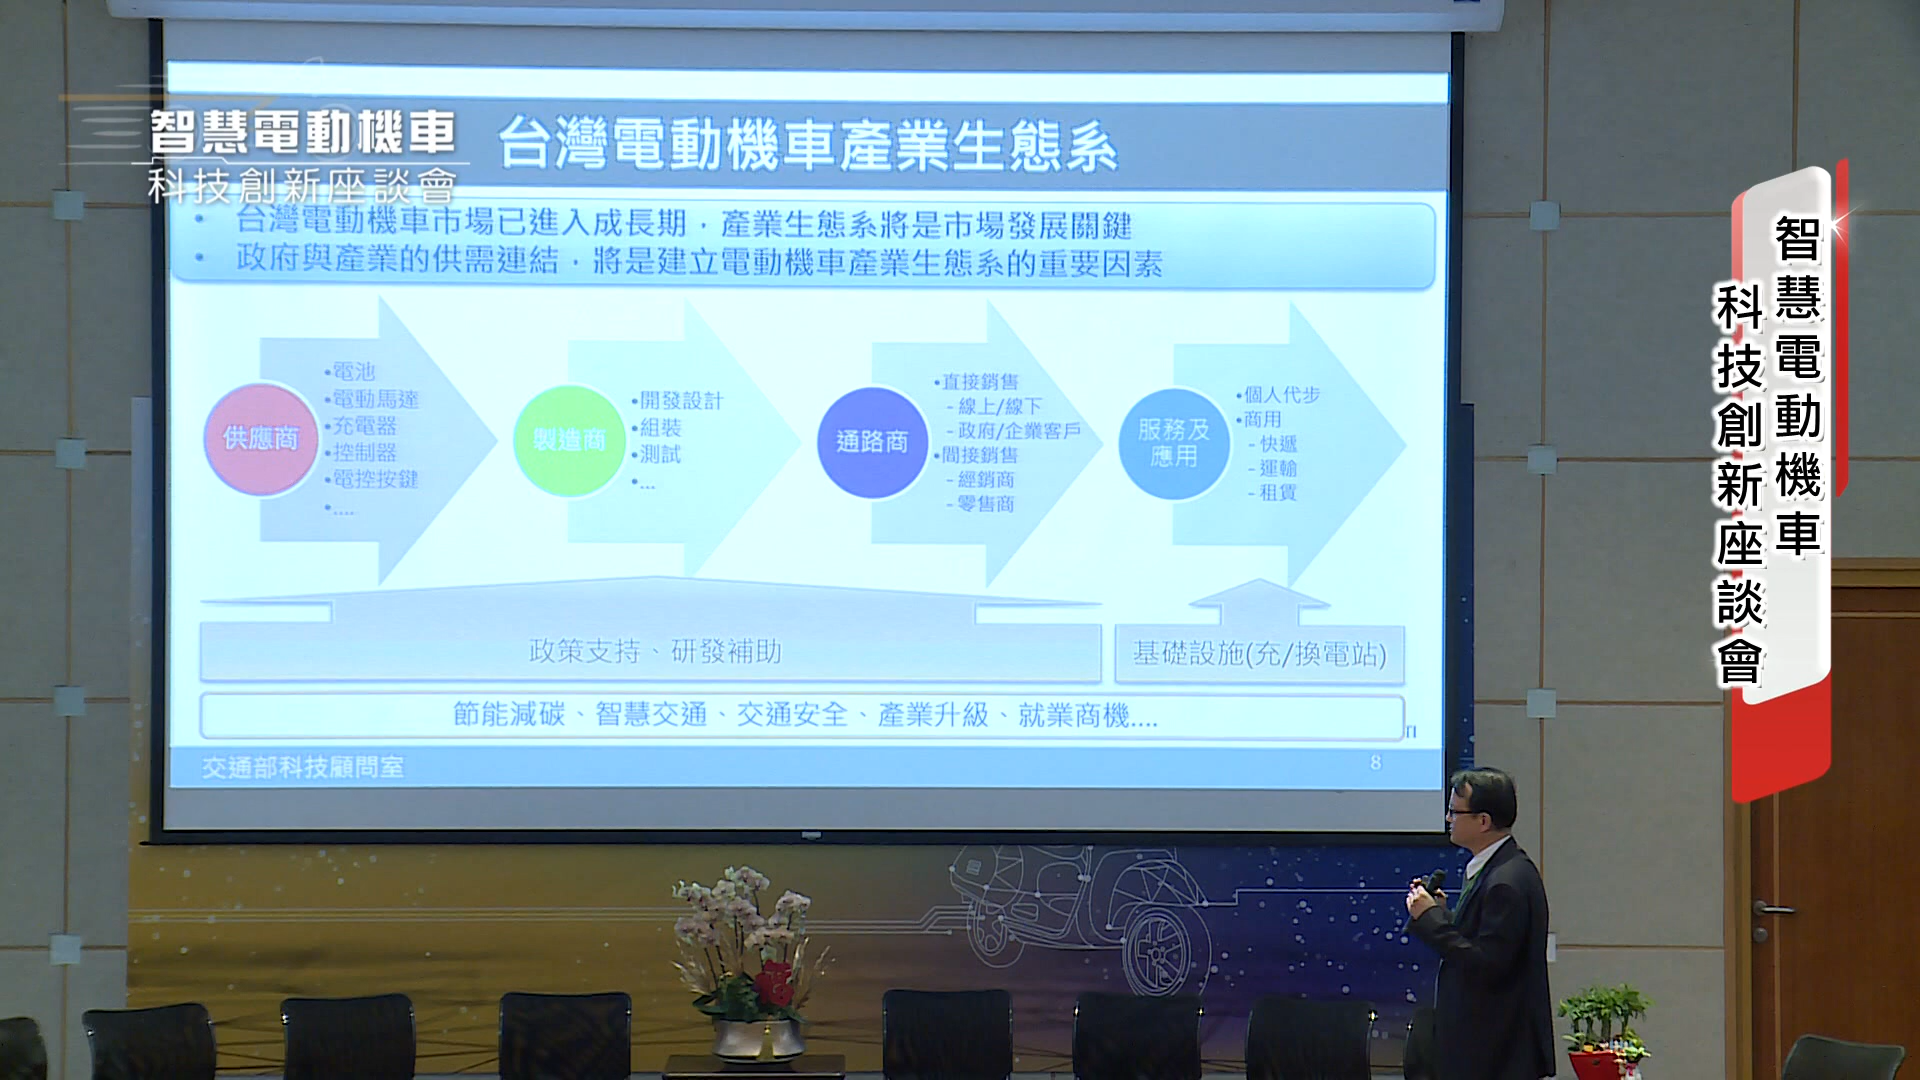 智慧電動機車
科技創新座談會
台灣電動機車產業生態系
• 台灣電動機車市場已進入成長期，產業生態系將是市場發展關鍵
• 政府與產業的供需連結，將是建立電動機車產業生態系的重要因素
供應商
•電池
•電動馬達
•充電器
•控制器
•電控按鍵
•....
製造商
•開發設計
•組裝
•測試
•...
通路商
•直接銷售
- 線上/線下
- 政府/企業客戶
•間接銷售
- 經銷商
- 零售商
服務及
應用
•個人代步
•商用
- 快遞
- 運輸
- 租賃
政策支持、研發補助
基礎設施(充/換電站)
節能減碳、智慧交通、交通安全、產業升級、就業商機....
交通部科技顧問室
8
智慧電動機車
科技創新座談會